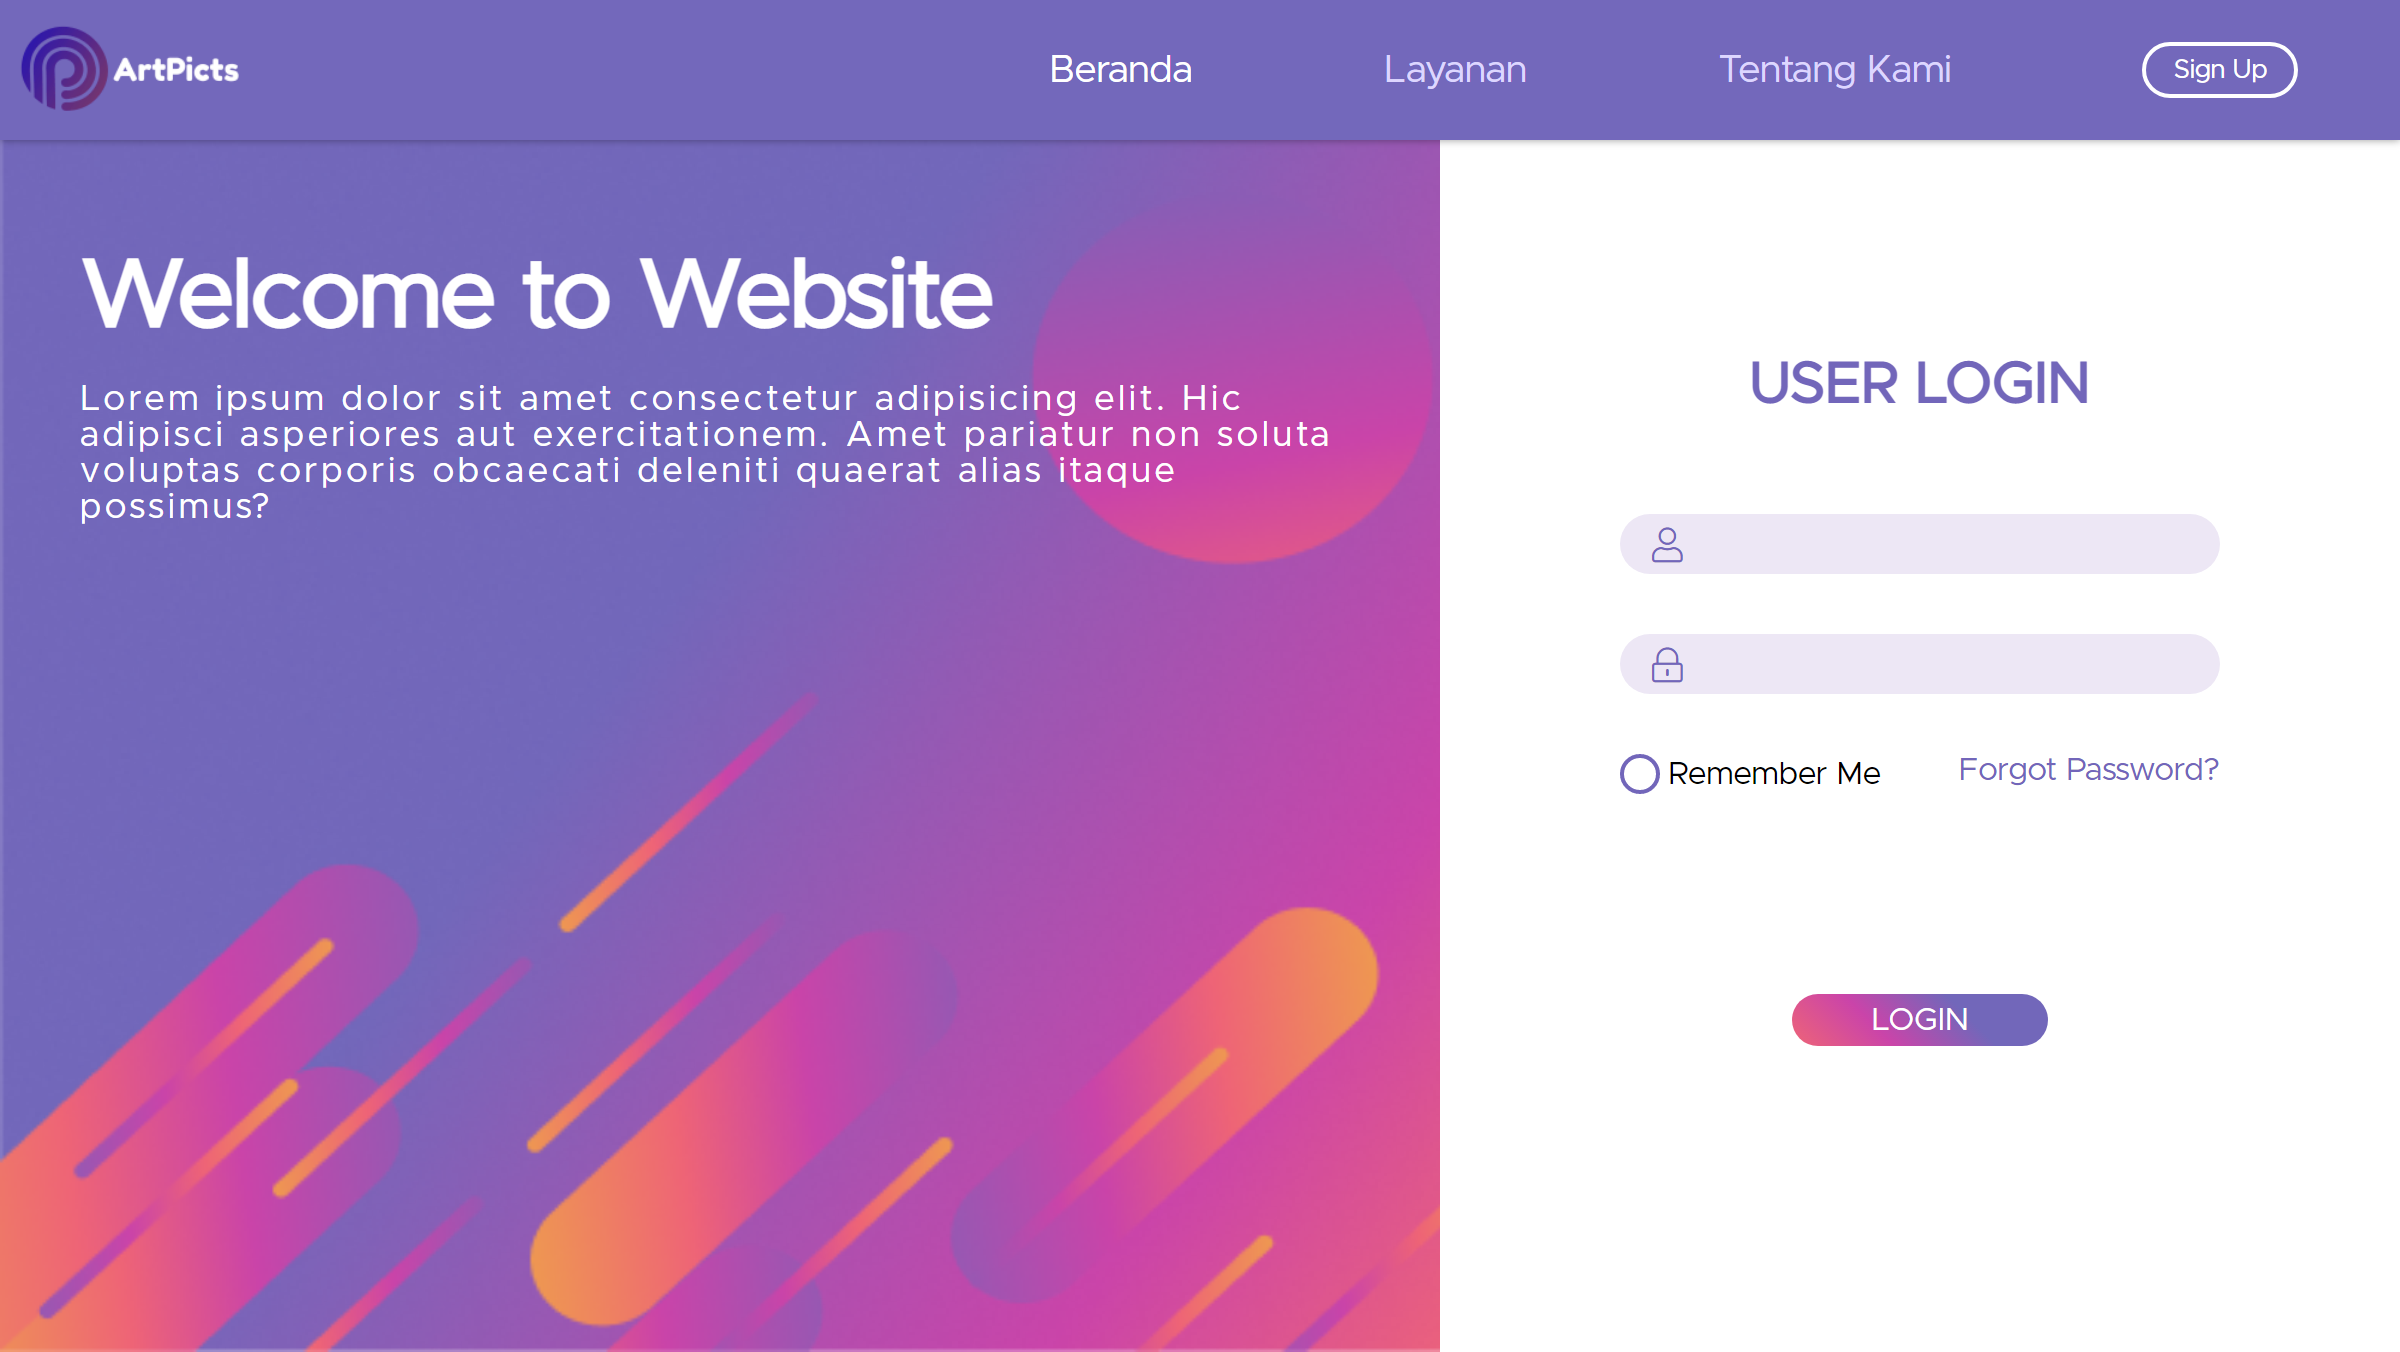 ArtPicts
Beranda
Layanan
Tentang Kami
Sign Up
Welcome to Website
Lorem ipsum dolor sit amet consectetur adipisicing elit. Hic
adipisci asperiores aut exercitationem. Amet pariatur non soluta
voluptas corporis obcaecati deleniti quaerat alias itaque
possimus?
USER LOGIN
Remember Me
Forgot Password?
LOGIN